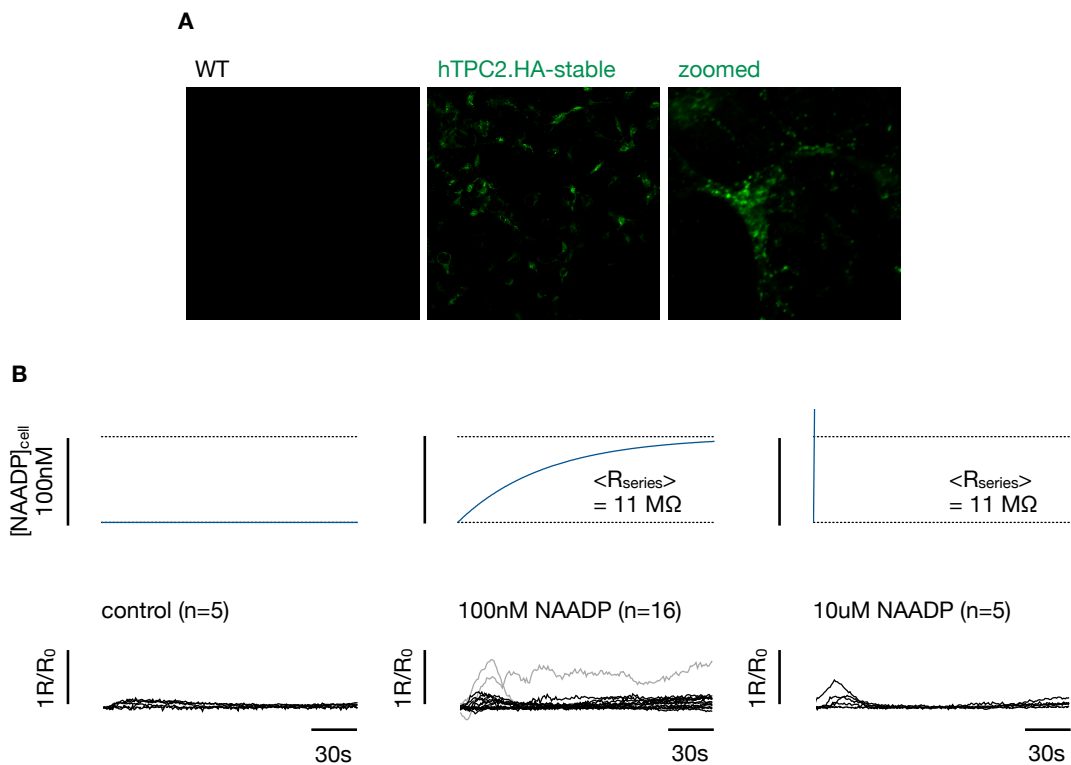 A
WT
hTPC2.HA-stable
zoomed
B
[NAADP]cell
100nM
<Rseries>
= 11 MΩ
<Rseries>
= 11 MΩ
control (n=5)
100nM NAADP (n=16)
10uM NAADP (n=5)
1R/R0
1R/R0
1R/R0
30s
30s
30s